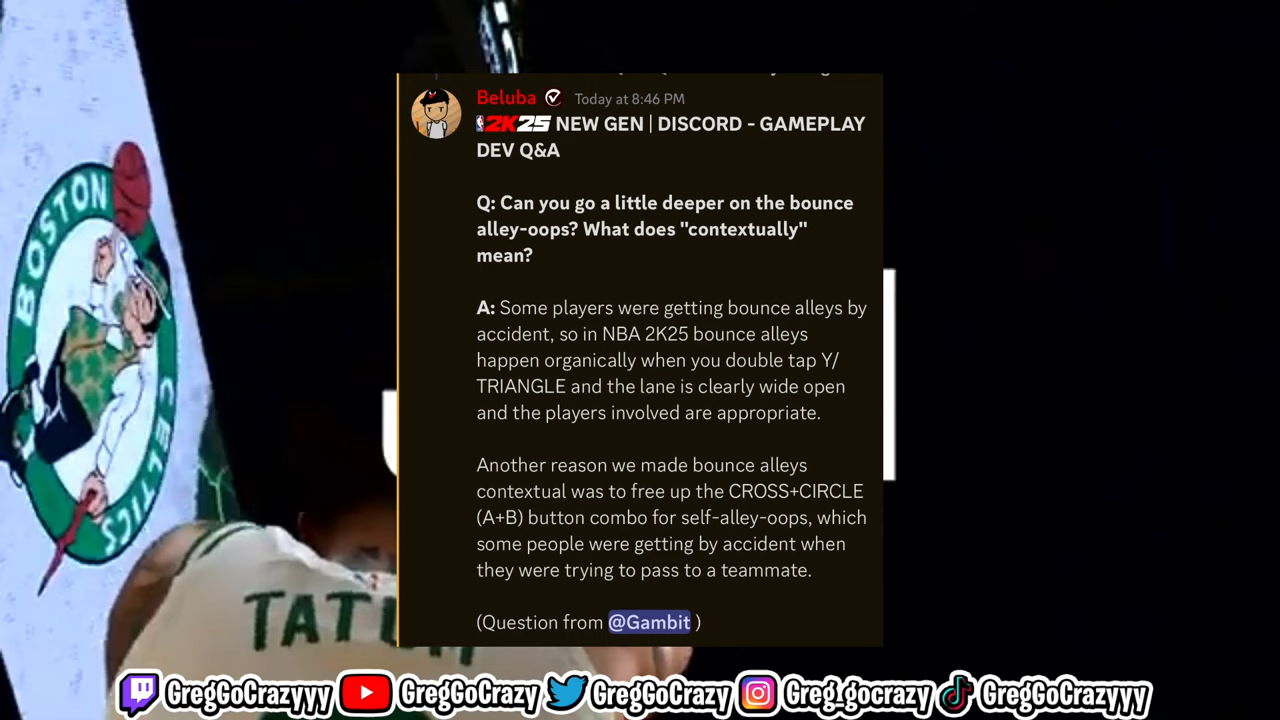 BOSTON
CELTICS
Beluba Today at 8:46 PM
2K25 NEW GEN | DISCORD - GAMEPLAY
DEV Q&A
Q: Can you go a little deeper on the bounce
alley-oops? What does "contextually"
mean?
A: Some players were getting bounce alleys by
accident, so in NBA 2K25 bounce alleys
happen organically when you double tap Y/
TRIANGLE and the lane is clearly wide open
and the players involved are appropriate.
Another reason we made bounce alleys
contextual was to free up the CROSS+CIRCLE
(A+B) button combo for self-alley-oops, which
some people were getting by accident when
they were trying to pass to a teammate.
(Question from @Gambit )
TATUM
GregGoCrazyyy GregGoCrazy GregGoCrazy Greg_gocrazy GregGoCrazyyy